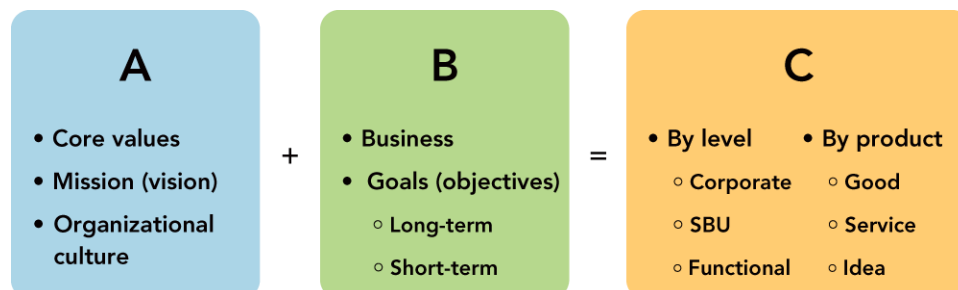 A
• Core values
• Mission (vision)
• Organizational
culture
+
B
• Business
• Goals (objectives)
○ Long-term
○ Short-term
=
C
• By level
○ Corporate
○ SBU
○ Functional
• By product
○ Good
○ Service
○ Idea